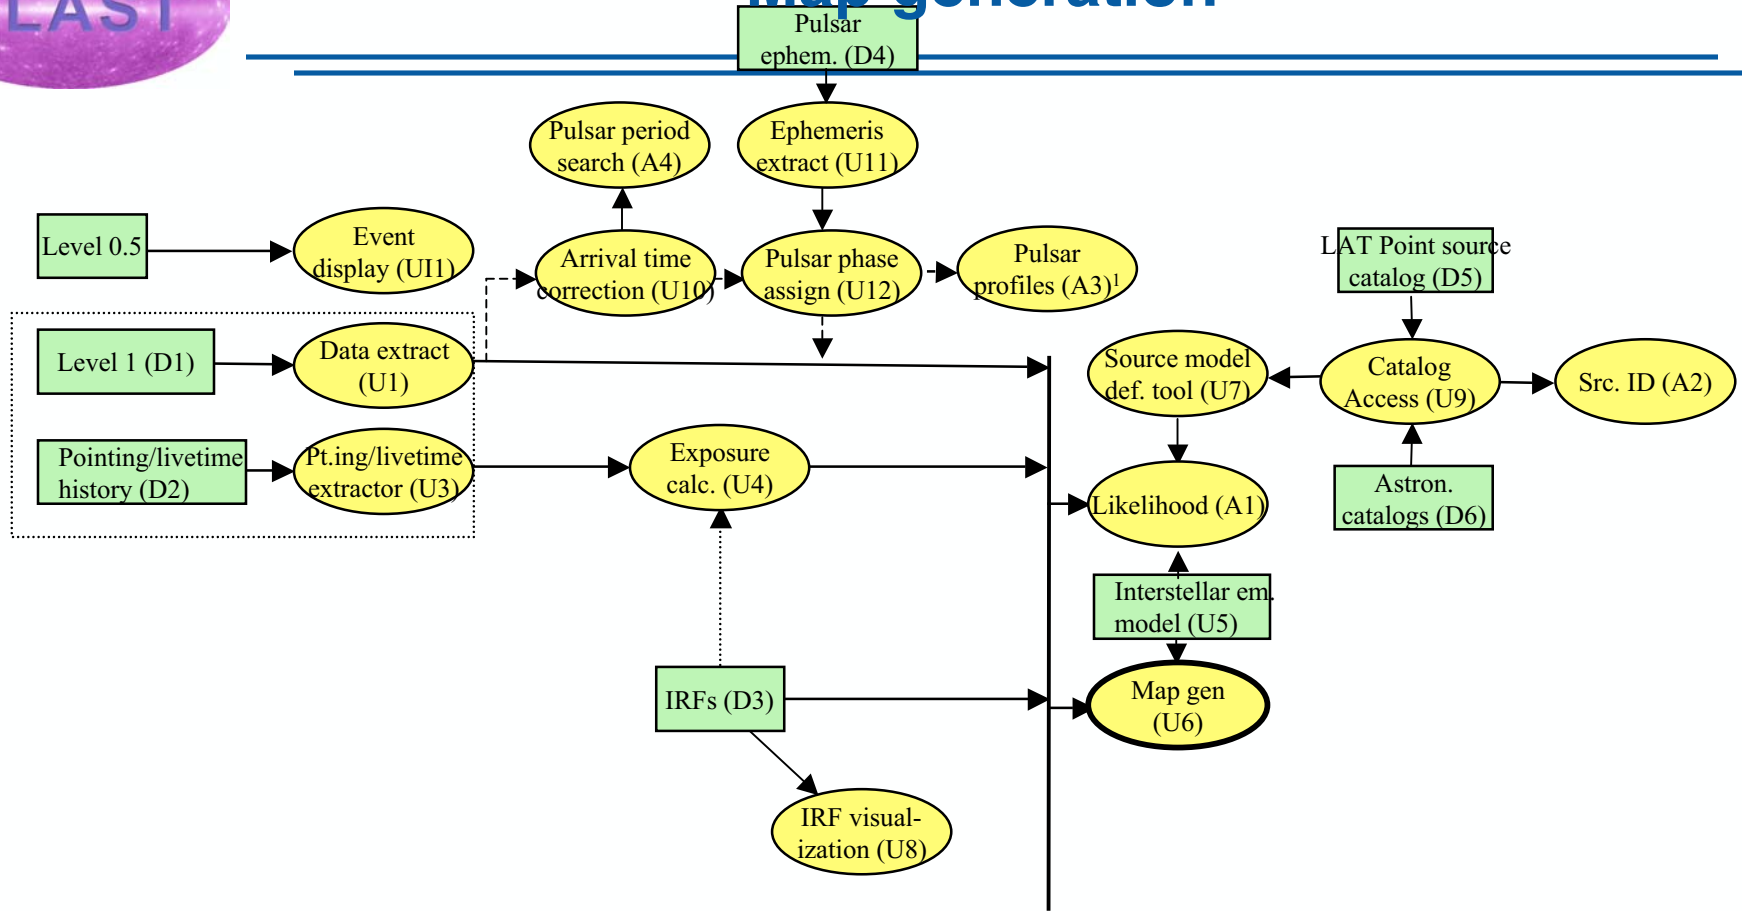 LAST
Map generation
Pulsar
ephem. (D4)
Pulsar period
search (A4)
Ephemeris
extract (U11)
Level 0.5
Event
display (UI1)
Arrival time
correction (U10)
Pulsar phase
assign (U12)
Pulsar
profiles (A3)¹
LAT Point source
catalog (D5)
Level 1 (D1)
Data extract
(U1)
Source model
def. tool (U7)
Catalog
Access (U9)
Src. ID (A2)
Pointing/livetime
history (D2)
Pt.ing/livetime
extractor (U3)
Exposure
calc. (U4)
Likelihood (A1)
Astron.
catalogs (D6)
Interstellar em.
model (U5)
IRFs (D3)
Map gen
(U6)
IRF visual-
ization (U8)